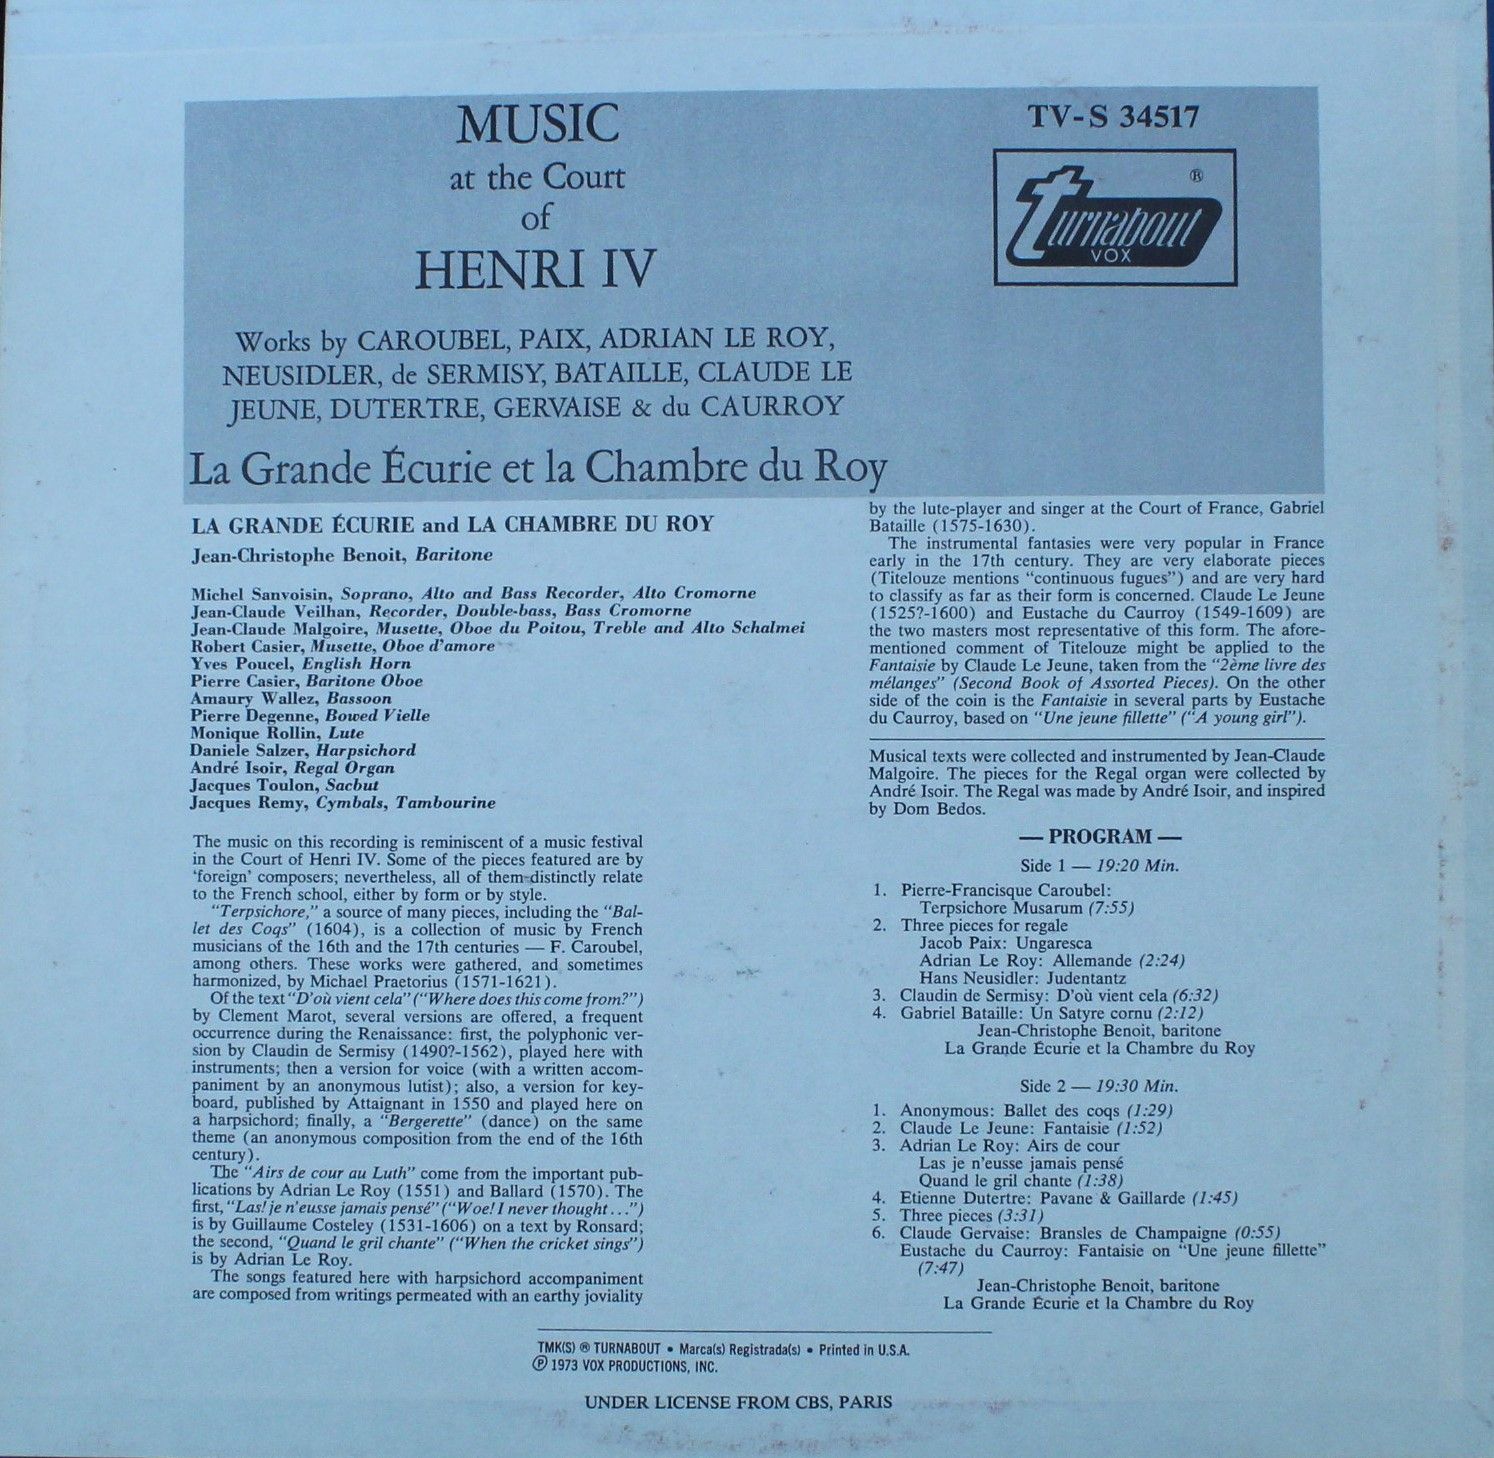 MUSIC
at the Court
of
HENRI IV
Works by CAROUBEL, PAIX, ADRIAN LE ROY,
NEUSIDLER, de SERMISY, BATAILLE, CLAUDE LE
JEUNE, DUTERTRE, GERVAISE & du CAURROY
La Grande Écurie et la Chambre du Roy
TV-S 34517
®
turnabout
VOX
LA GRANDE ÉCURIE and LA CHAMBRE DU ROY
Jean-Christophe Benoit, Baritone
Michel Sanvoisin, Soprano, Alto and Bass Recorder, Alto Cromorne
Jean-Claude Veilhan, Recorder, Double-bass, Bass Cromorne
Jean-Claude Malgoire, Musette, Oboe du Poitou, Treble and Alto Schalmei
Robert Casier, Musette, Oboe d'amore
Yves Poucel, English Horn
Pierre Casier, Baritone Oboe
Amaury Wallez, Bassoon
Pierre Degenne, Bowed Vielle
Monique Rollin, Lute
Daniele Salzer, Harpsichord
André Isoir, Regal Organ
Jacques Toulon, Sacbut
Jacques Remy, Cymbals, Tambourine
The music on this recording is reminiscent of a music festival
in the Court of Henri IV. Some of the pieces featured are by
'foreign' composers; nevertheless, all of them distinctly relate
to the French school, either by form or by style.
"Terpsichore," a source of many pieces, including the "Bal-
let des Coqs" (1604), is a collection of music by French
musicians of the 16th and the 17th centuries — F. Caroubel,
among others. These works were gathered, and sometimes
harmonized, by Michael Praetorius (1571-1621).
Of the text "D'où vient cela" ("Where does this come from?")
by Clement Marot, several versions are offered, a frequent
occurrence during the Renaissance: first, the polyphonic ver-
sion by Claudin de Sermisy (1490?-1562), played here with
instruments; then a version for voice (with a written accom-
paniment by an anonymous lutist); also, a version for key-
board, published by Attaignant in 1550 and played here on
a harpsichord; finally, a "Bergerette" (dance) on the same
theme (an anonymous composition from the end of the 16th
century).
The "Airs de cour au Luth" come from the important pub-
lications by Adrian Le Roy (1551) and Ballard (1570). The
first, "Las! je n'eusse jamais pensé" ("Woe! I never thought . . .")
is by Guillaume Costeley (1531-1606) on a text by Ronsard;
the second, "Quand le gril chante" ("When the cricket sings")
is by Adrian Le Roy.
The songs featured here with harpsichord accompaniment
are composed from writings permeated with an earthy joviality
by the lute-player and singer at the Court of France, Gabriel
Bataille (1575-1630).
The instrumental fantasies were very popular in France
early in the 17th century. They are very elaborate pieces
(Titelouze mentions "continuous fugues") and are very hard
to classify as far as their form is concerned. Claude Le Jeune
(1525?-1600) and Eustache du Caurroy (1549-1609) are
the two masters most representative of this form. The afore-
mentioned comment of Titelouze might be applied to the
Fantaisie by Claude Le Jeune, taken from the "2ème livre des
mélanges" (Second Book of Assorted Pieces). On the other
side of the coin is the Fantaisie in several parts by Eustache
du Caurroy, based on "Une jeune fillette" ("A young girl").
Musical texts were collected and instrumented by Jean-Claude
Malgoire. The pieces for the Regal organ were collected by
André Isoir. The Regal was made by André Isoir, and inspired
by Dom Bedos.
— PROGRAM —
Side 1 — 19:20 Min.
1. Pierre-Francisque Caroubel:
Terpsichore Musarum (7:55)
2. Three pieces for regale
Jacob Paix: Ungaresca
Adrian Le Roy: Allemande (2:24)
Hans Neusidler: Judentantz
3. Claudin de Sermisy: D'où vient cela (6:32)
4. Gabriel Bataille: Un Satyre cornu (2:12)
Jean-Christophe Benoit, baritone
La Grande Écurie et la Chambre du Roy
Side 2 — 19:30 Min.
1. Anonymous: Ballet des coqs (1:29)
2. Claude Le Jeune: Fantaisie (1:52)
3. Adrian Le Roy: Airs de cour
Las je n'eusse jamais pensé
Quand le gril chante (1:38)
4. Etienne Dutertre: Pavane & Gaillarde (1:45)
5. Three pieces (3:31)
6. Claude Gervaise: Bransles de Champaigne (0:55)
Eustache du Caurroy: Fantaisie on "Une jeune fillette"
(7:47)
Jean-Christophe Benoit, baritone
La Grande Écurie et la Chambre du Roy
TMK(S) ® TURNABOUT • Marca(s) Registrada(s) • Printed in U.S.A.
℗ 1973 VOX PRODUCTIONS, INC.
UNDER LICENSE FROM CBS, PARIS